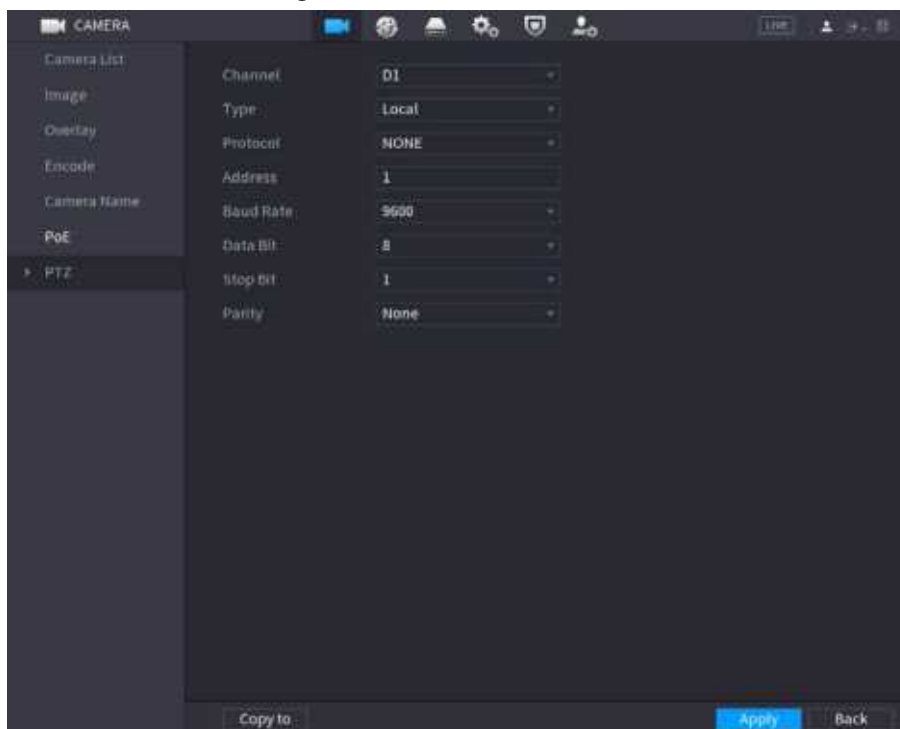 CAMERA
LIVE
Camera List
Image
Overlay
Encode
Camera Name
PoE
PTZ
Channel D1
Type Local
Protocol NONE
Address 1
Baud Rate 9600
Data Bit 8
Stop Bit 1
Parity None
Copy to
Apply
Back